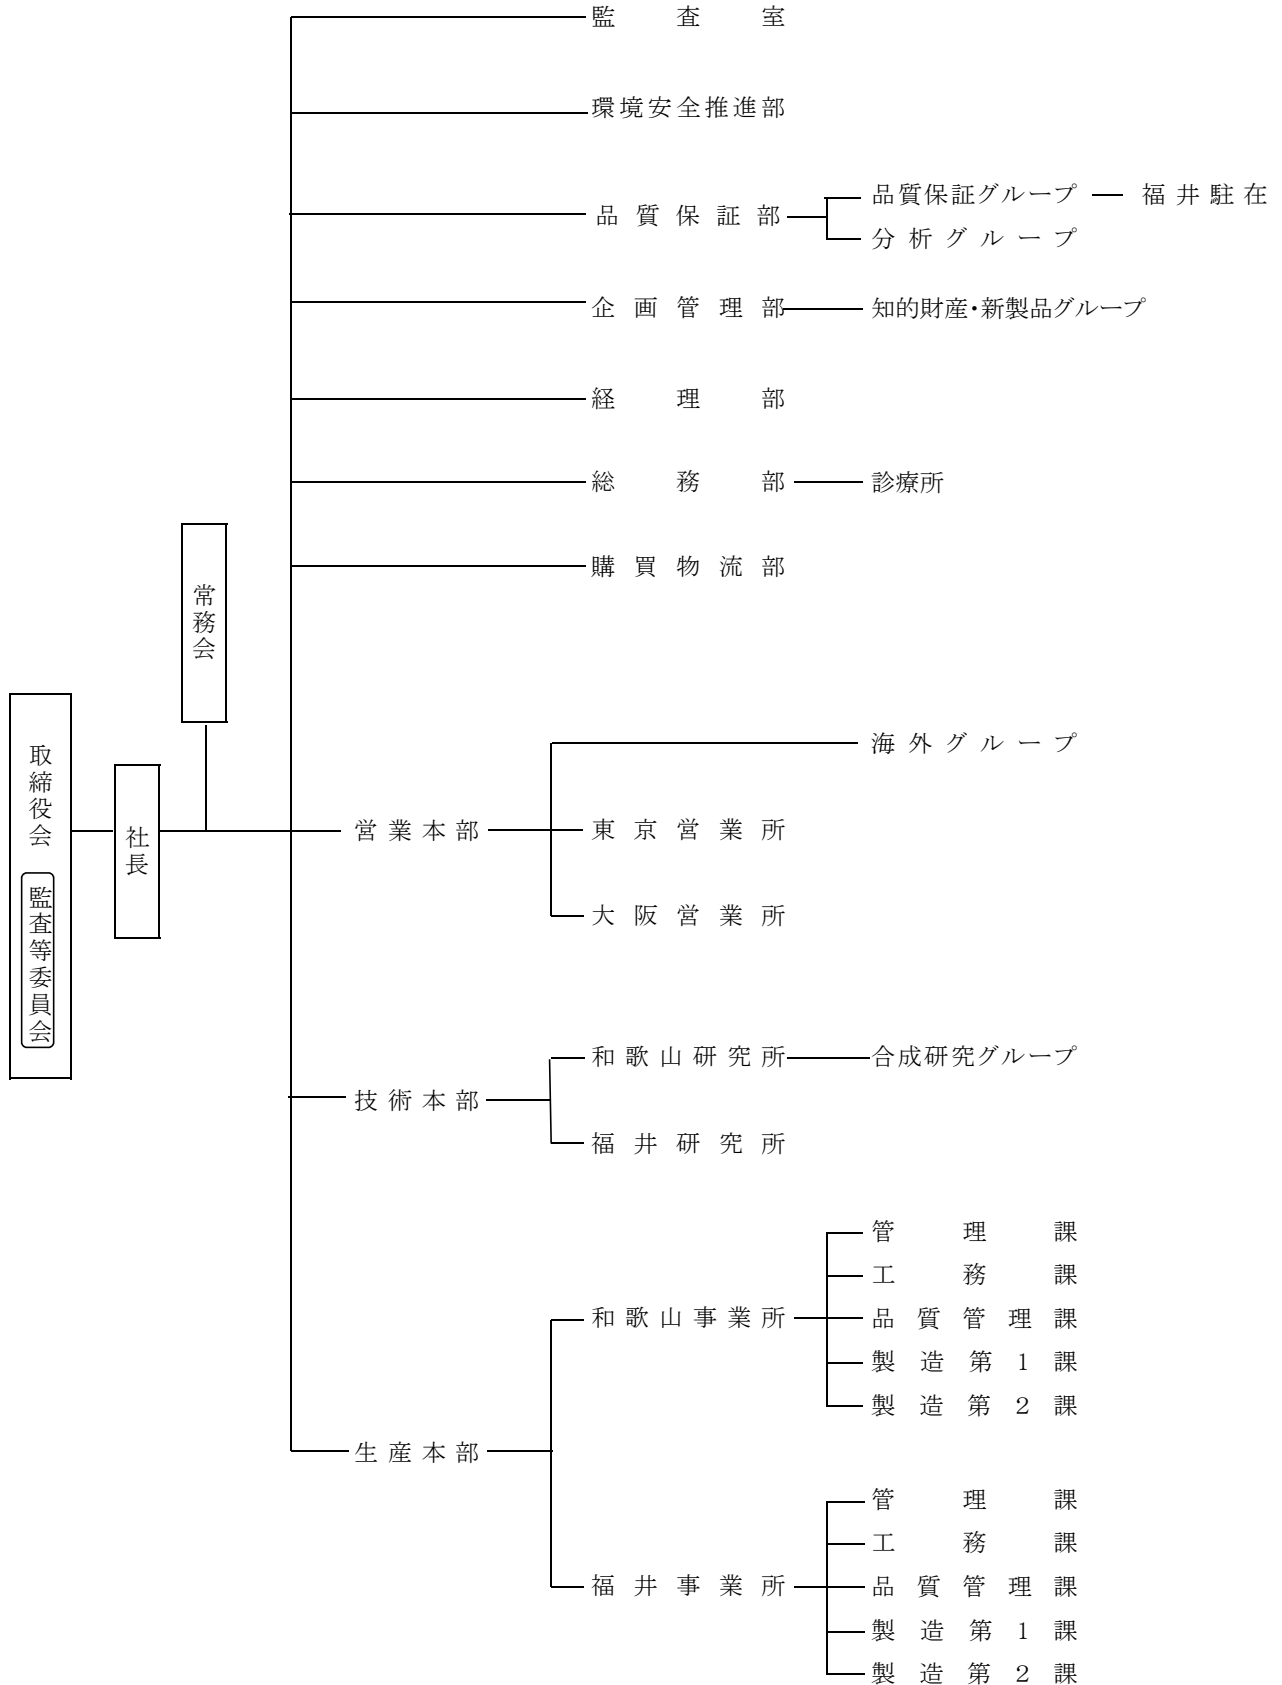 監査室
環境安全推進部
品質保証部
品質保証グループ
福井駐在
分析グループ
企画管理部
知的財産・新製品グループ
経理部
総務部
診療所
購買物流部
常務会
取締役会
監査等委員会
社長
営業本部
海外グループ
東京営業所
大阪営業所
技術本部
和歌山研究所
合成研究グループ
福井研究所
生産本部
和歌山事業所
管理課
工務課
品質管理課
製造第1課
製造第2課
福井事業所
管理課
工務課
品質管理課
製造第1課
製造第2課